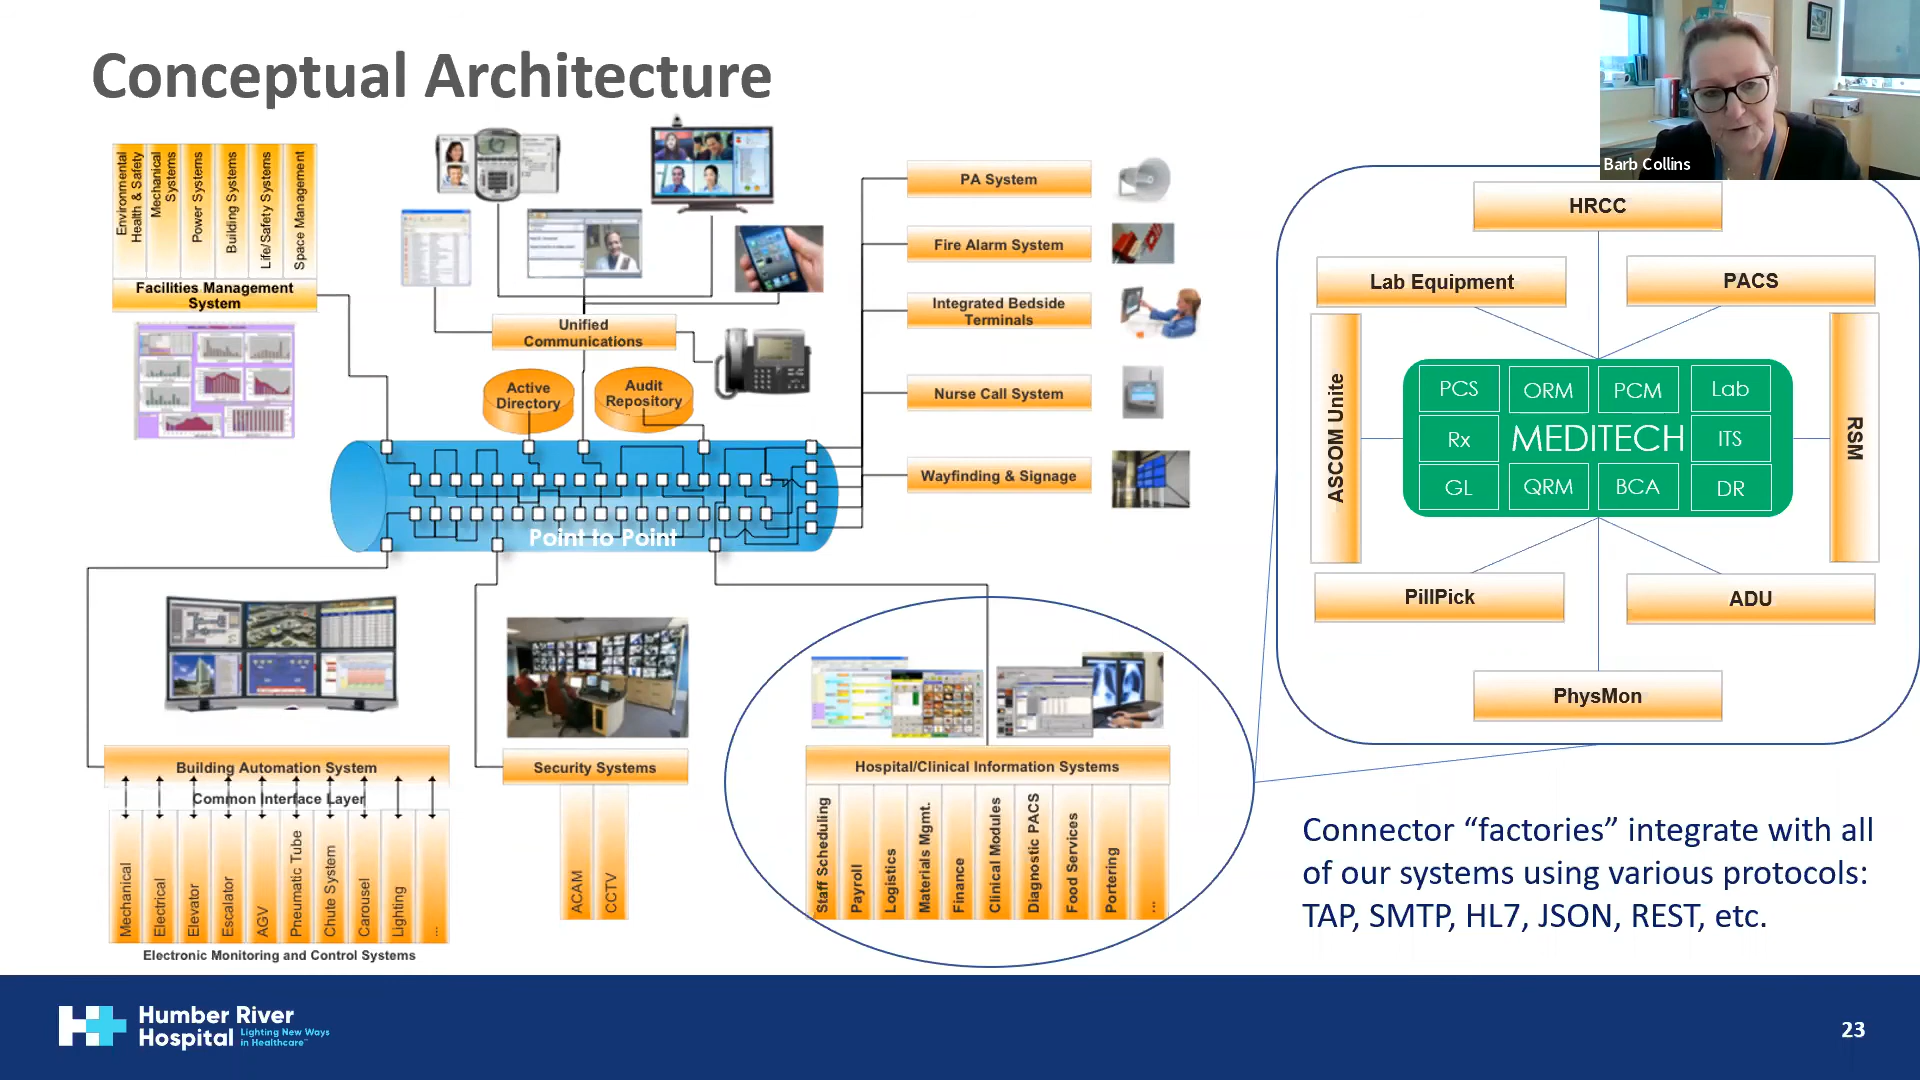 Conceptual Architecture
Barb Collins
Environmental
Health & Safety
Mechanical
Systems
Power Systems
Building Systems
Life/Safety Systems
Space Management
Facilities Management
System
Unified
Communications
Active
Directory
Audit
Repository
Point to Point
PA System
Fire Alarm System
Integrated Bedside
Terminals
Nurse Call System
Wayfinding & Signage
HRCC
Lab Equipment
PACS
ASCOM Unite
RSM
PCS
ORM
PCM
Lab
Rx
MEDITECH
ITS
GL
QRM
BCA
DR
PillPick
ADU
PhysMon
Building Automation System
Common Interface Layer
Mechanical
Electrical
Elevator
Escalator
AGV
Pneumatic Tube
Chute System
Carousel
Lighting
...
Electronic Monitoring and Control Systems
Security Systems
ACAM
CCTV
Hospital/Clinical Information Systems
Staff Scheduling
Payroll
Logistics
Materials Mgmt.
Finance
Clinical Modules
Diagnostic PACS
Food Services
Portering
...
Connector “factories” integrate with all
of our systems using various protocols:
TAP, SMTP, HL7, JSON, REST, etc.
Humber River
Hospital
Lighting New Ways
in Healthcare™
23